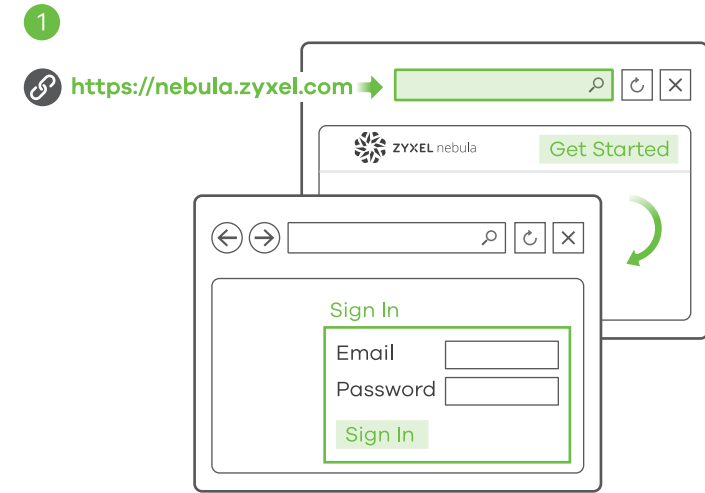 1
https://nebula.zyxel.com
ZYXEL nebula
Get Started
Sign In
Email
Password
Sign In